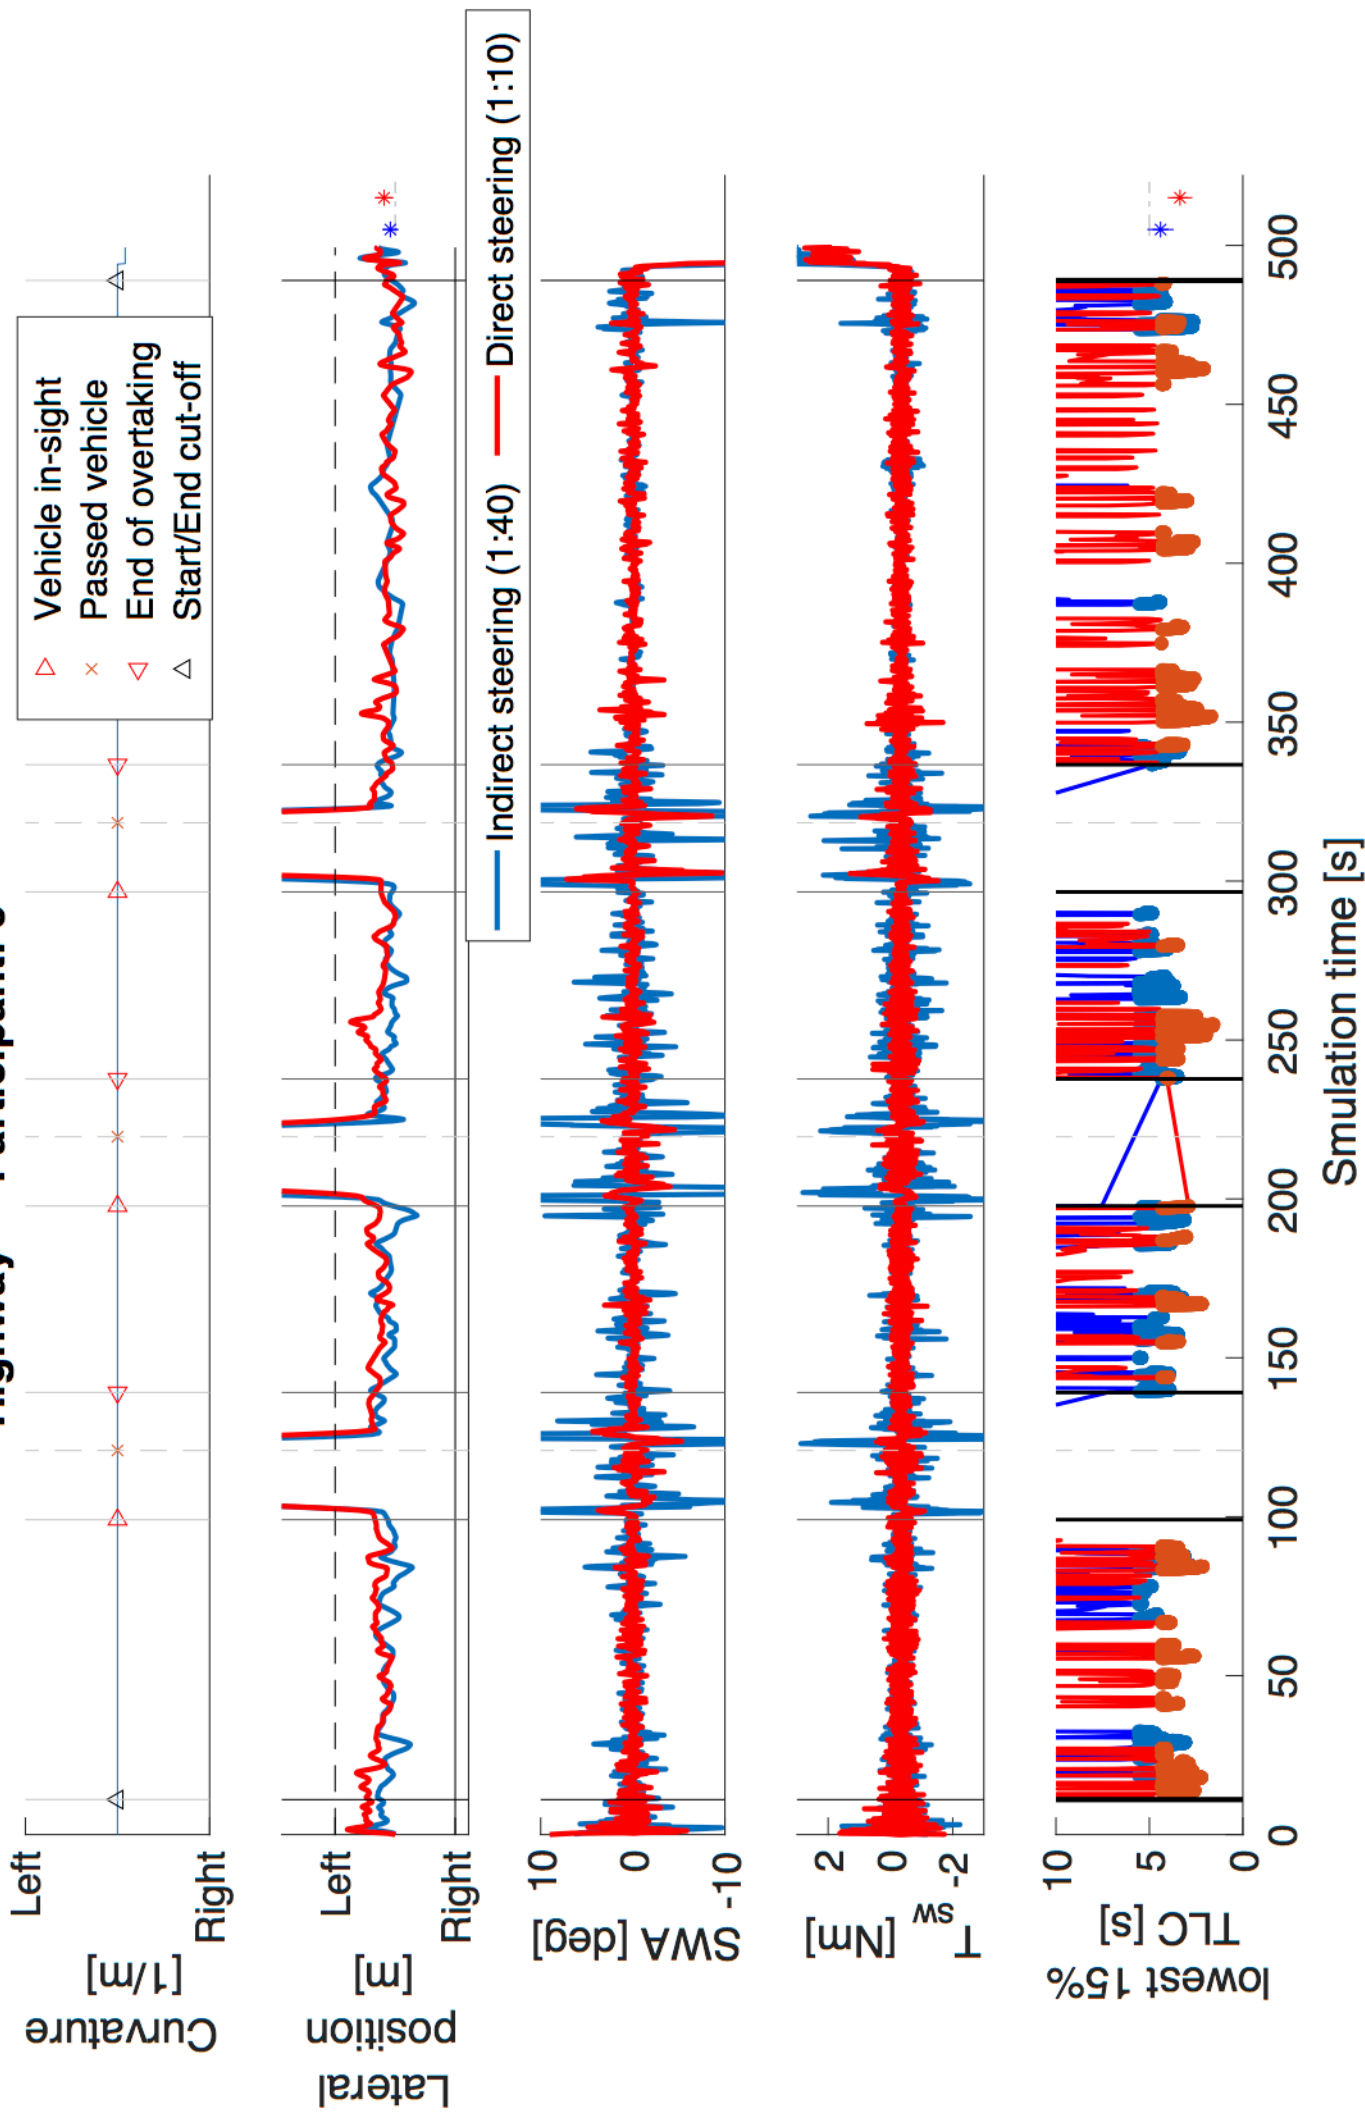 Curvature
[1/m]
Left
Right
Vehicle in-sight
Passed vehicle
End of overtaking
Start/End cut-off
Lateral
position
[m]
Left
Right
Indirect steering (1:40)
Direct steering (1:10)
SWA [deg]
10
0
-10
T_sw [Nm]
2
0
-2
lowest 15%
TLC [s]
10
5
0
0
50
100
150
200
250
300
350
400
450
500
Smulation time [s]